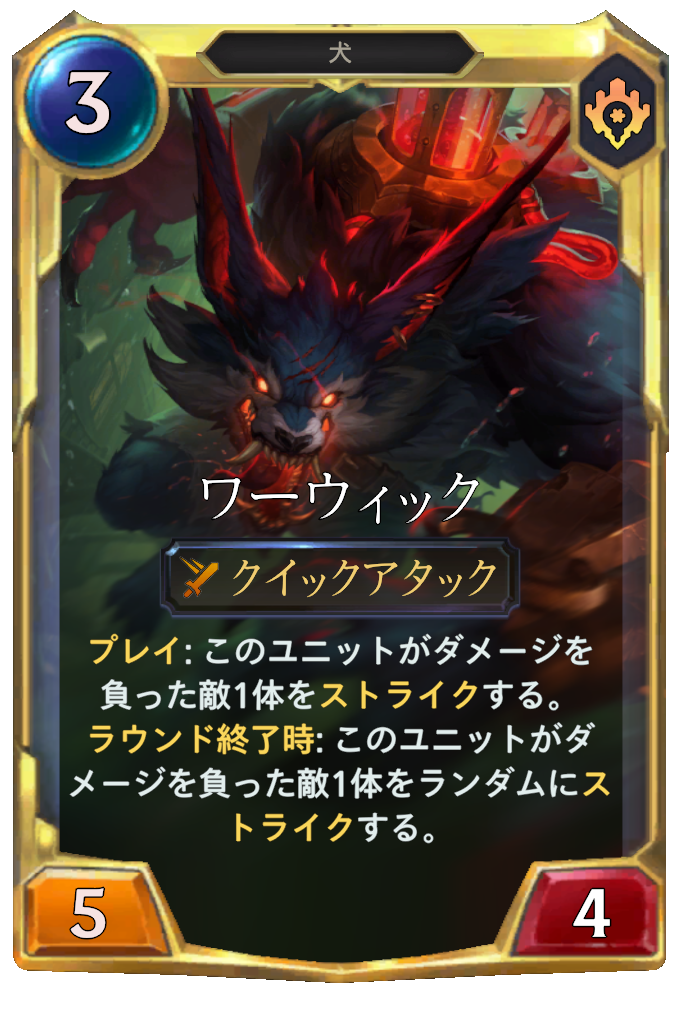 犬
3
ワーウィック
クイックアタック
プレイ: このユニットがダメージを
負った敵1体をストライクする。
ラウンド終了時: このユニットがダ
メージを負った敵1体をランダムにス
トライクする。
5
4